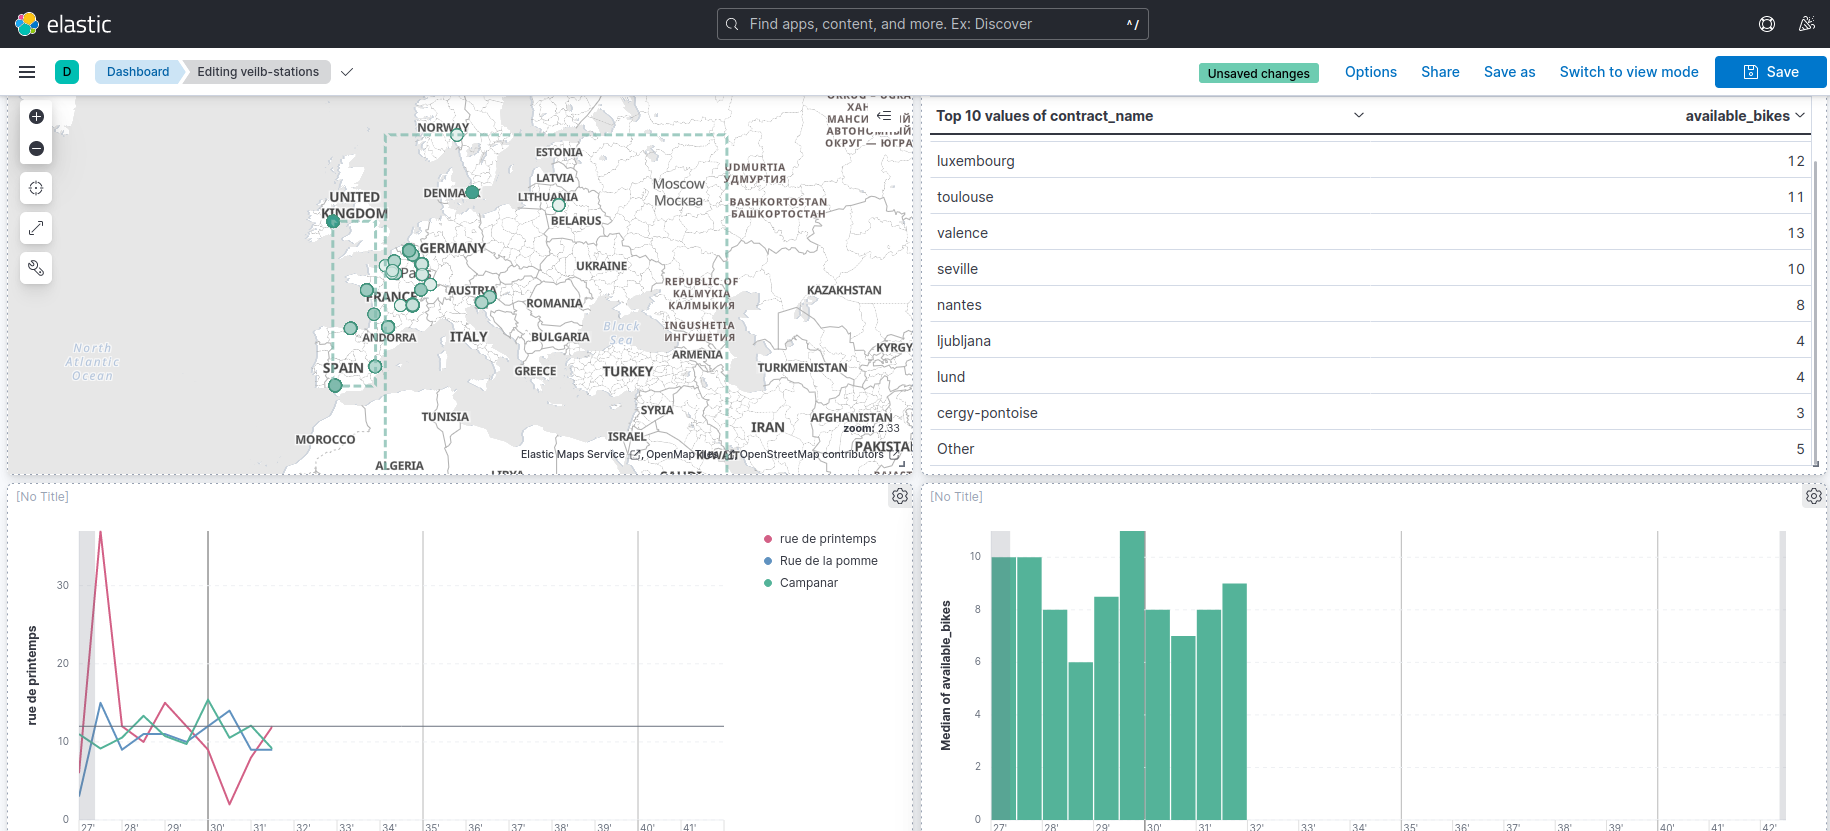 elastic
Find apps, content, and more. Ex: Discover
^/
D
Dashboard
Editing veilb-stations
Unsaved changes
Options
Share
Save as
Switch to view mode
Save
NORWAY
ESTONIA
LATVIA
DENMA
LITHUANIA
BELARUS
Moscow
Москва
UDMURTIA
УДМУРТИЯ
BASHKORTOSTAN
БАШКОРТОСТАН
ОКРУГ — ЮГРА
UNITED
KINGDOM
GERMANY
Pa
UKRAINE
FRANCE
AUSTRIA
ROMANIA
REPUBLIC OF
KALMYKIA
КАЛМЫКИЯ
KAZAKHSTAN
INGUSHETIA
ИНГУШЕТИЯ
Black
Sea
ANDORRA
ITALY
BULGARIA
ARMENIA
KYRGY
North
Atlantic
Ocean
SPAIN
GREECE
TURKEY
TURKMENISTAN
TUNISIA
SYRIA
AFGHANISTAN
MOROCCO
ISRAEL
IRAN
zoom: 2.33
PAKISTA
ALGERIA
Elastic Maps Service , OpenMapTiles , OpenStreetMap contributors
Top 10 values of contract_name
available_bikes
luxembourg 12
toulouse 11
valence 13
seville 10
nantes 8
ljubljana 4
lund 4
cergy-pontoise 3
Other 5
[No Title]
rue de printemps
30
20
10
0
27' 28' 29' 30' 31' 32' 33' 34' 35' 36' 37' 38' 39' 40' 41'
rue de printemps
Rue de la pomme
Campanar
[No Title]
Median of available_bikes
10
8
6
4
2
0
27' 28' 29' 30' 31' 32' 33' 34' 35' 36' 37' 38' 39' 40' 41' 42'